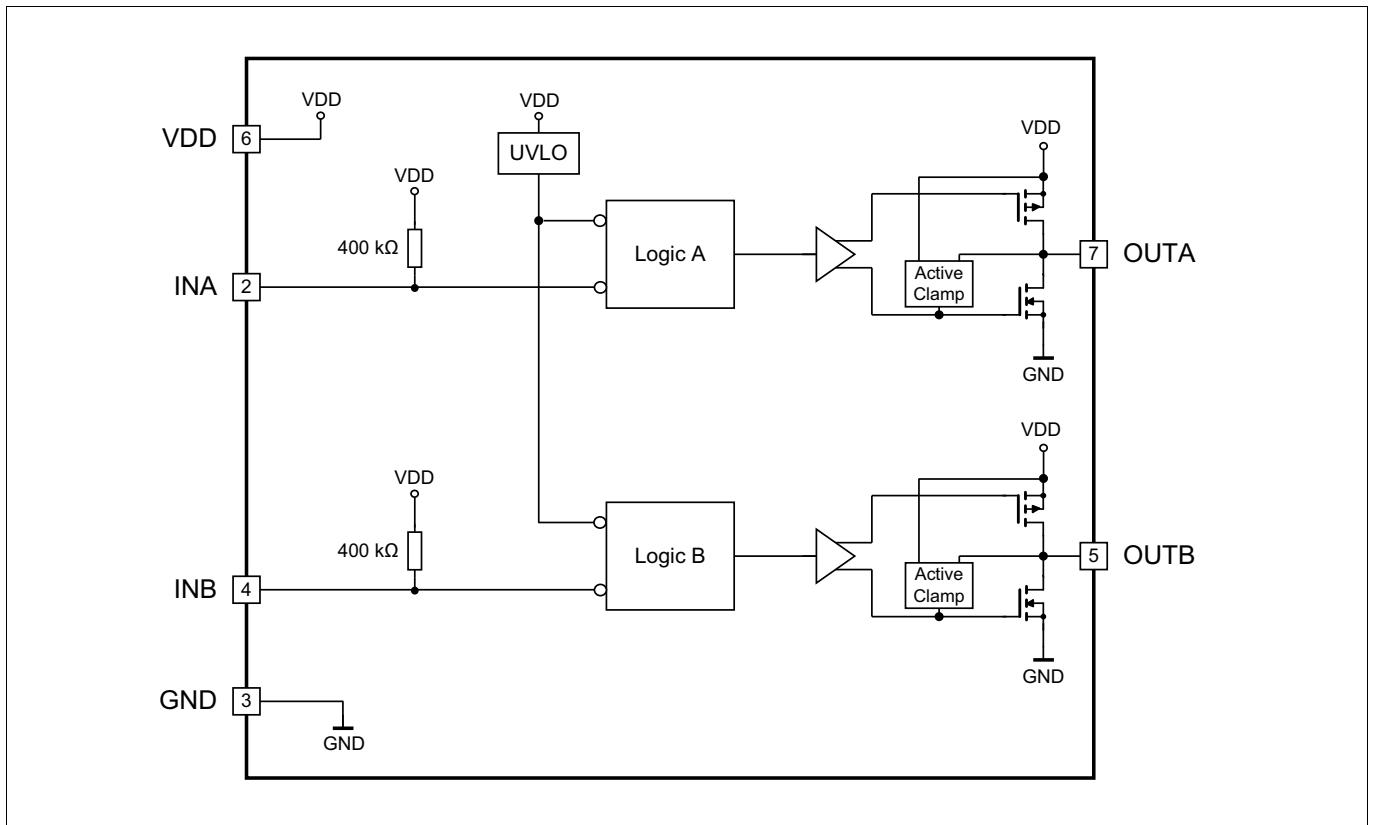 VDD
6
VDD
VDD
UVLO
VDD
VDD
400 kΩ
Logic A
INA
2
Active
Clamp
7
OUTA
GND
VDD
VDD
400 kΩ
Logic B
INB
4
Active
Clamp
5
OUTB
GND
GND
3
GND